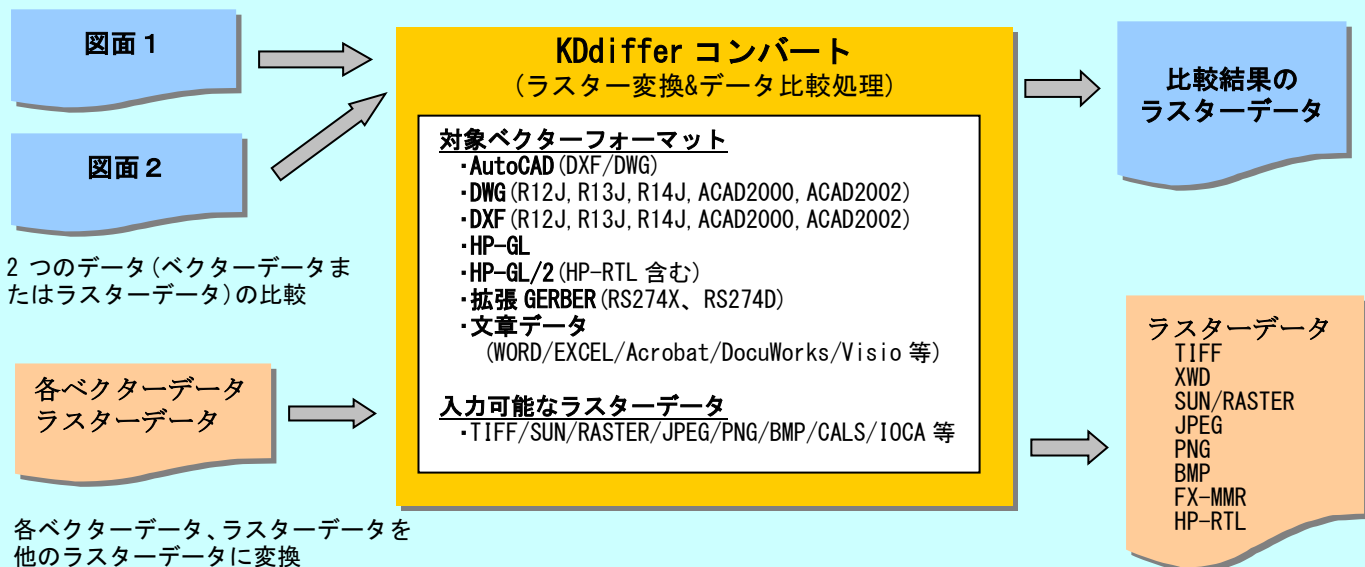 図面１
図面２
2 つのデータ(ベクターデータま
たはラスターデータ)の比較
各ベクターデータ
ラスターデータ
各ベクターデータ、ラスターデータを
他のラスターデータに変換
KDdiffer コンバート
(ラスター変換&データ比較処理)
対象ベクターフォーマット
・AutoCAD(DXF/DWG)
・DWG(R12J,R13J,R14J,ACAD2000,ACAD2002)
・DXF(R12J,R13J,R14J,ACAD2000,ACAD2002)
・HP-GL
・HP-GL/2(HP-RTL 含む)
・拡張 GERBER(RS274X、RS274D)
・文章データ
(WORD/EXCEL/Acrobat/DocuWorks/Visio 等)
入力可能なラスターデータ
・TIFF/SUN/RASTER/JPEG/PNG/BMP/CALS/IOCA 等
比較結果の
ラスターデータ
ラスターデータ
TIFF
XWD
SUN/RASTER
JPEG
PNG
BMP
FX-MMR
HP-RTL